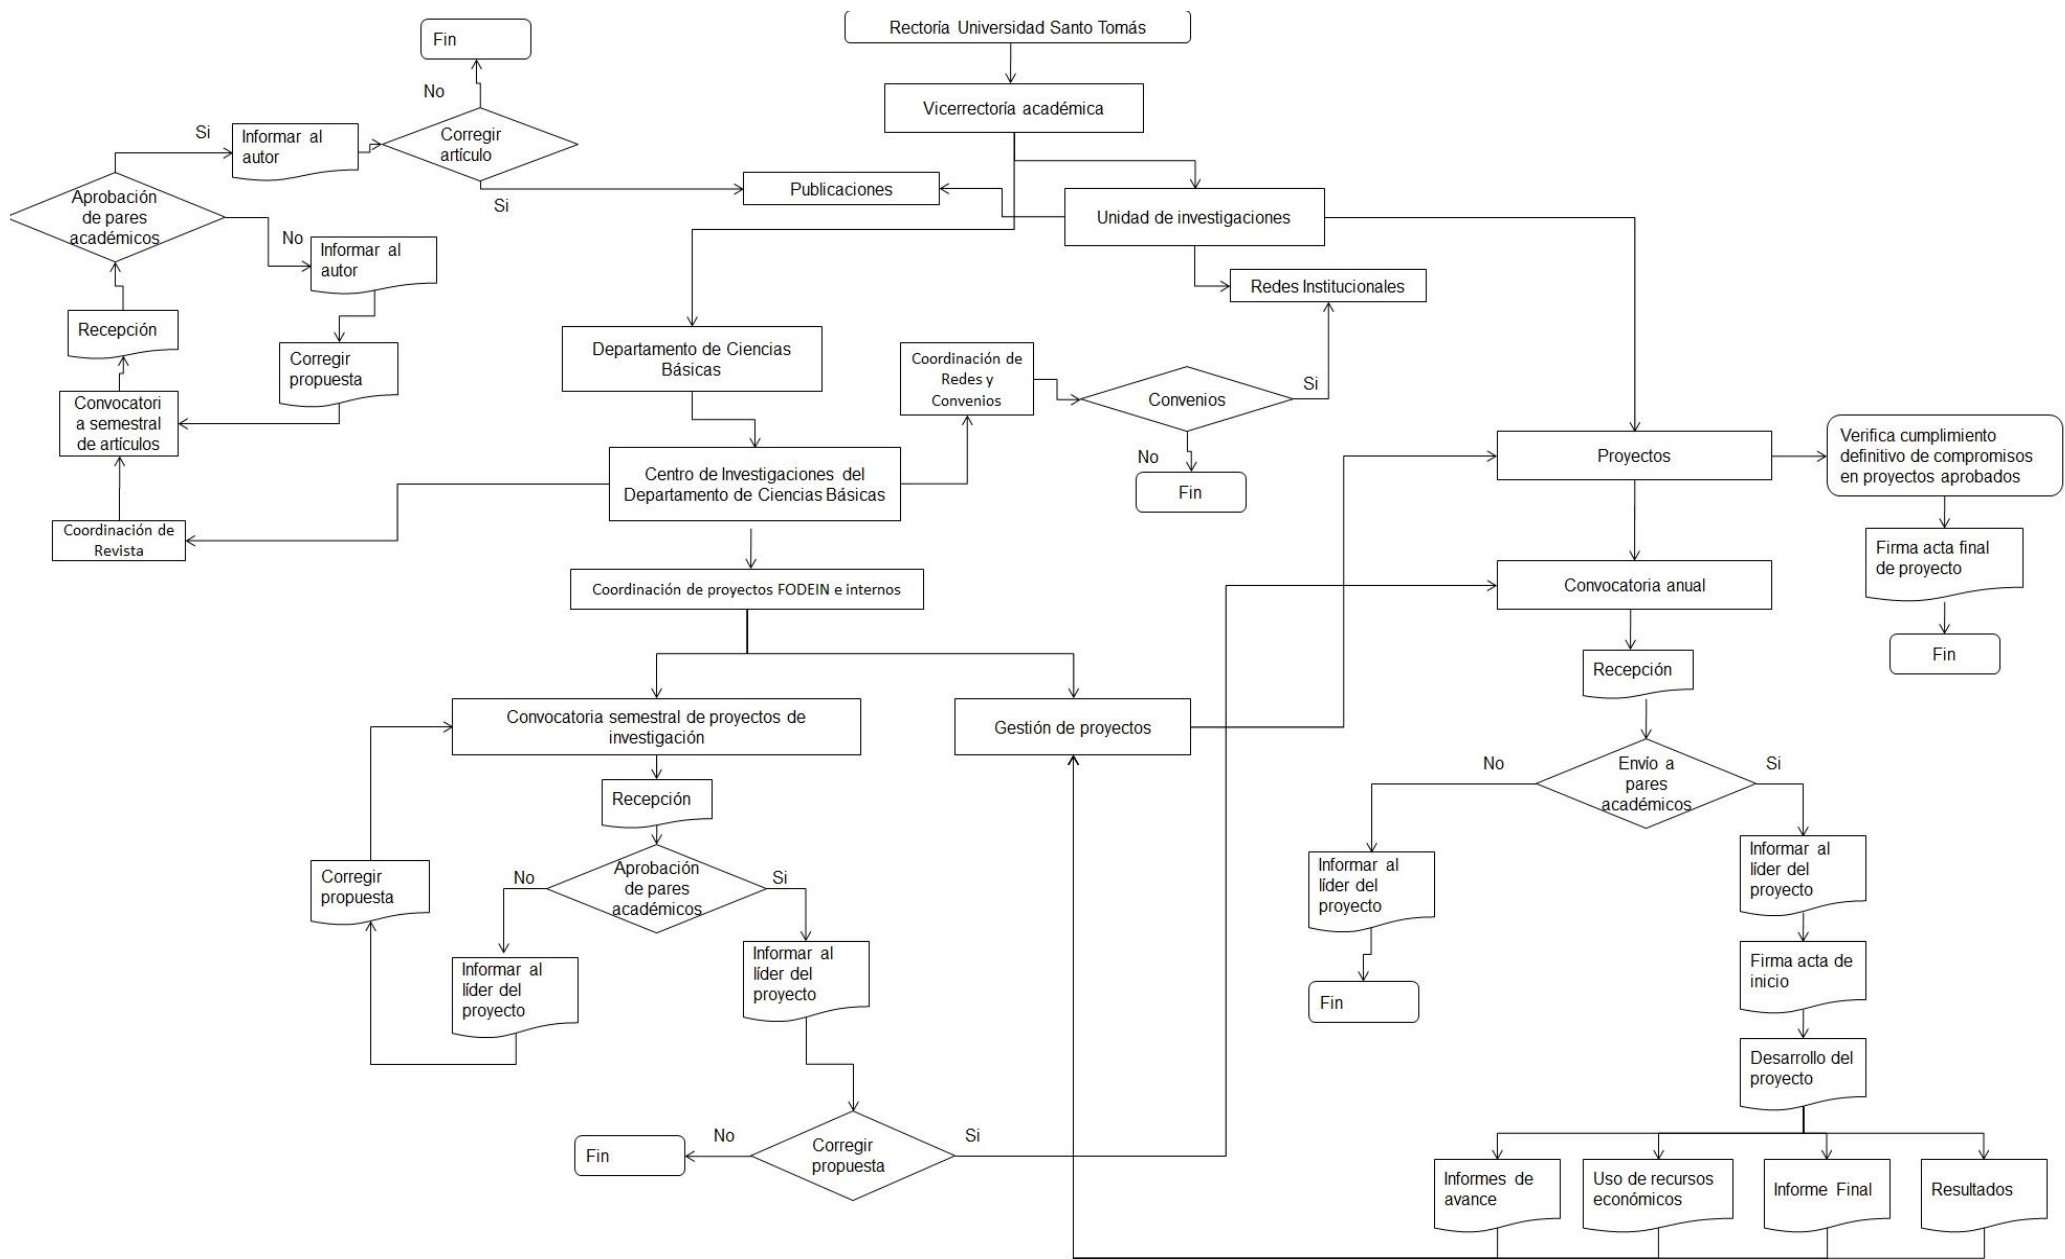 Rectoría Universidad Santo Tomás
Fin
No
Vicerrectoría académica
Si
Informar al
autor
Corregir
artículo
Si
Publicaciones
Aprobación
de pares
académicos
Unidad de investigaciones
No
Informar al
autor
Redes Institucionales
Recepción
Corregir
propuesta
Departamento de Ciencias
Básicas
Coordinación de
Redes y
Convenios
Convenios
Si
No
Fin
Convocatori
a semestral
de artículos
Centro de Investigaciones del
Departamento de Ciencias Básicas
Coordinación de
Revista
Proyectos
Verifica cumplimiento
definitivo de compromisos
en proyectos aprobados
Firma acta final
de proyecto
Fin
Coordinación de proyectos FODEIN e internos
Convocatoria anual
Recepción
Convocatoria semestral de proyectos de
investigación
Gestión de proyectos
Recepción
No
Envío a
pares
académicos
Si
Corregir
propuesta
No
Aprobación
de pares
académicos
Si
Informar al
líder del
proyecto
Informar al
líder del
proyecto
Informar al
líder del
proyecto
Informar al
líder del
proyecto
Firma acta de
inicio
Fin
Desarrollo del
proyecto
Fin
No
Corregir
propuesta
Si
Informes de
avance
Uso de recursos
económicos
Informe Final
Resultados